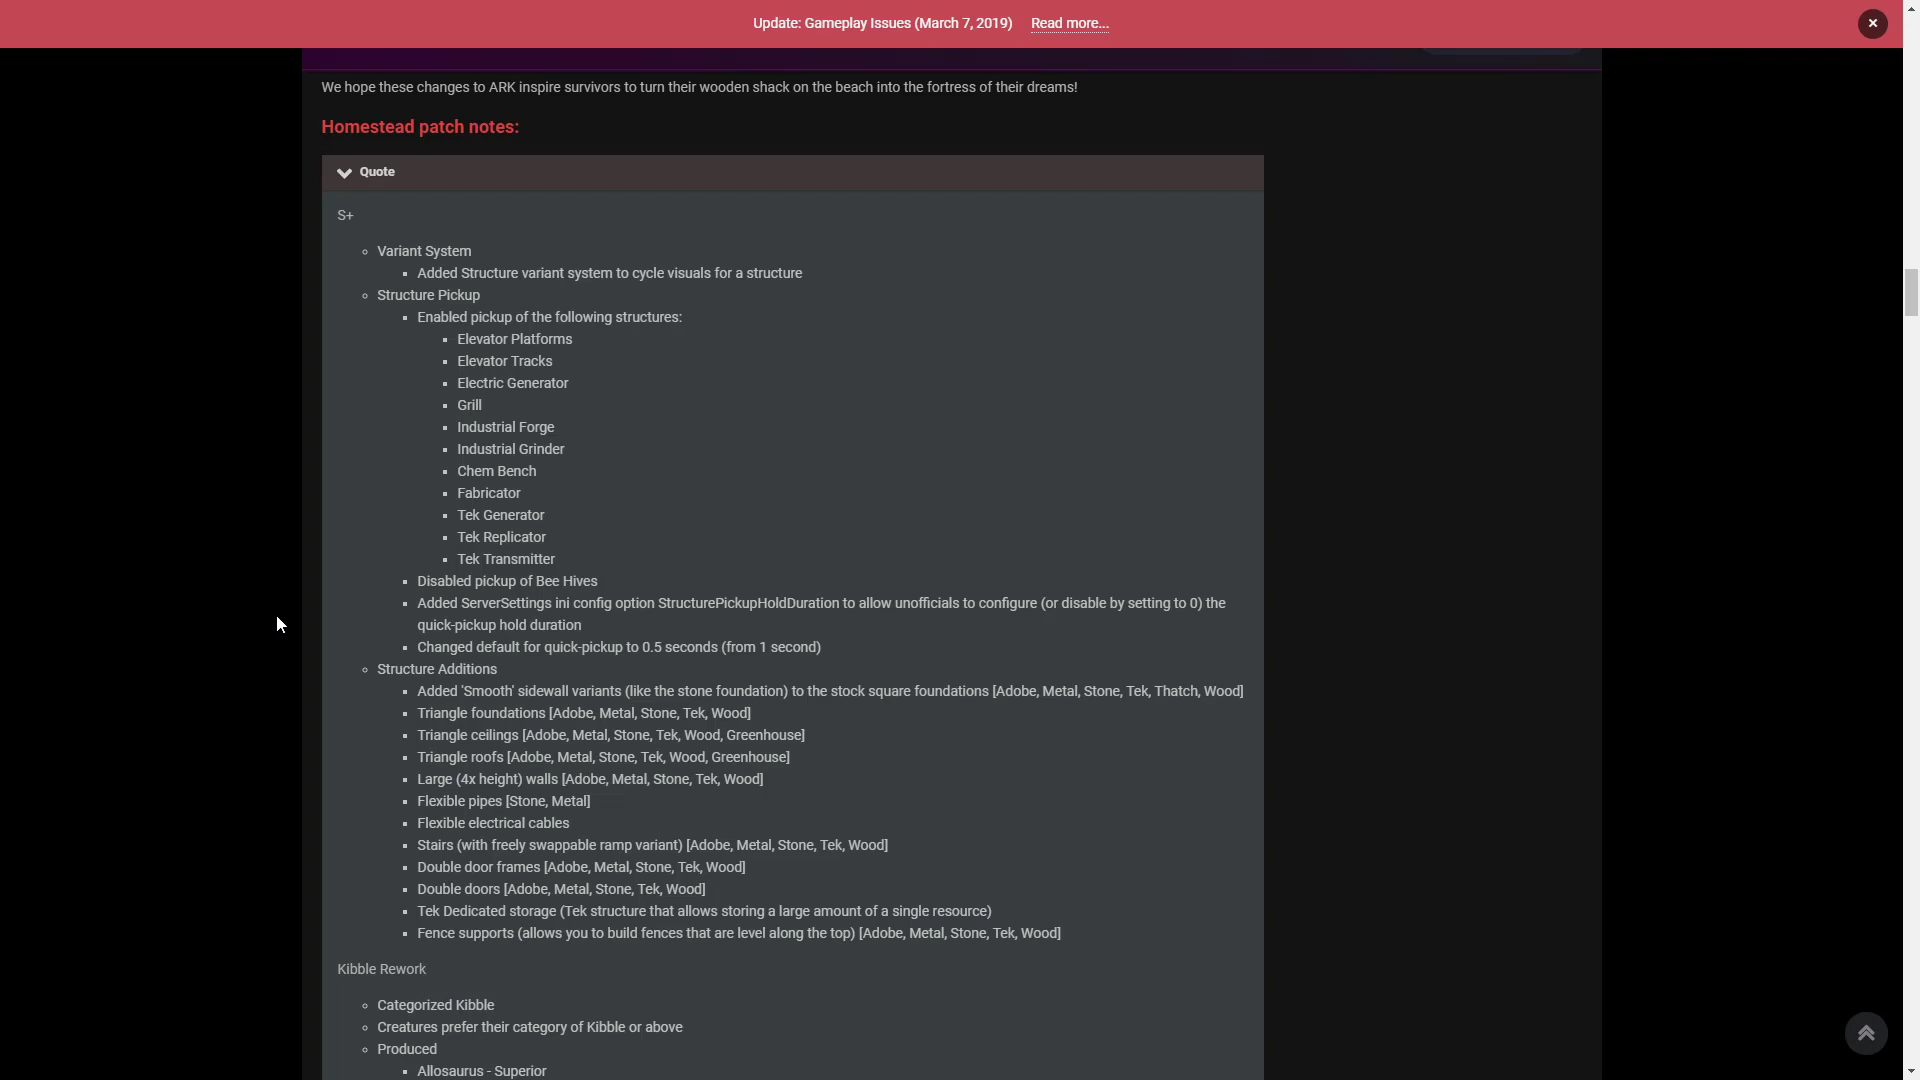 Update: Gameplay Issues (March 7, 2019) Read more...
We hope these changes to ARK inspire survivors to turn their wooden shack on the beach into the fortress of their dreams!
Homestead patch notes:
Quote
S+
Variant System
Added Structure variant system to cycle visuals for a structure
Structure Pickup
Enabled pickup of the following structures:
Elevator Platforms
Elevator Tracks
Electric Generator
Grill
Industrial Forge
Industrial Grinder
Chem Bench
Fabricator
Tek Generator
Tek Replicator
Tek Transmitter
Disabled pickup of Bee Hives
Added ServerSettings ini config option StructurePickupHoldDuration to allow unofficials to configure (or disable by setting to 0) the
quick-pickup hold duration
Changed default for quick-pickup to 0.5 seconds (from 1 second)
Structure Additions
Added 'Smooth' sidewall variants (like the stone foundation) to the stock square foundations [Adobe, Metal, Stone, Tek, Thatch, Wood]
Triangle foundations [Adobe, Metal, Stone, Tek, Wood]
Triangle ceilings [Adobe, Metal, Stone, Tek, Wood, Greenhouse]
Triangle roofs [Adobe, Metal, Stone, Tek, Wood, Greenhouse]
Large (4x height) walls [Adobe, Metal, Stone, Tek, Wood]
Flexible pipes [Stone, Metal]
Flexible electrical cables
Stairs (with freely swappable ramp variant) [Adobe, Metal, Stone, Tek, Wood]
Double door frames [Adobe, Metal, Stone, Tek, Wood]
Double doors [Adobe, Metal, Stone, Tek, Wood]
Tek Dedicated storage (Tek structure that allows storing a large amount of a single resource)
Fence supports (allows you to build fences that are level along the top) [Adobe, Metal, Stone, Tek, Wood]
Kibble Rework
Categorized Kibble
Creatures prefer their category of Kibble or above
Produced
Allosaurus - Superior